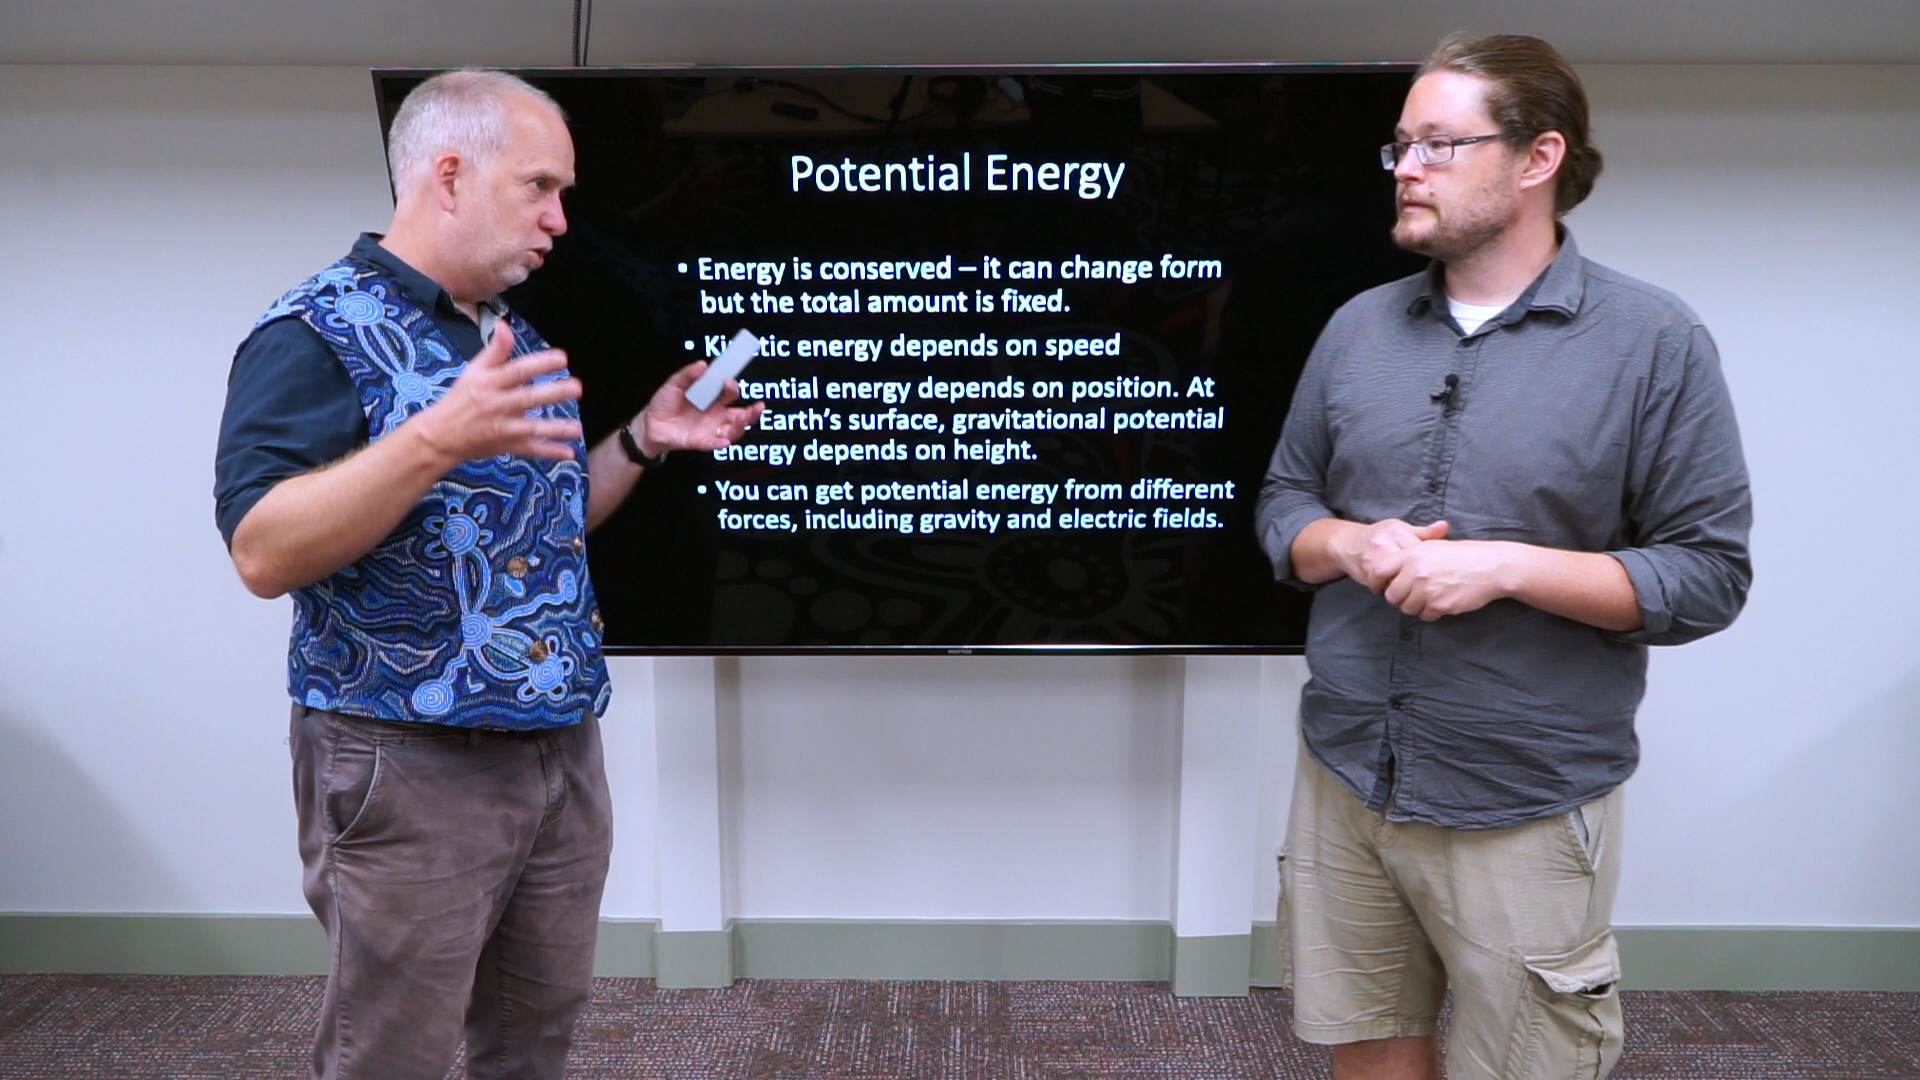 Potential Energy
• Energy is conserved – it can change form
but the total amount is fixed.
• energy depends on speed
energy depends on position. At
Earth's surface, gravitational potential
energy depends on height.
• You can get potential energy from different
forces, including gravity and electric fields.